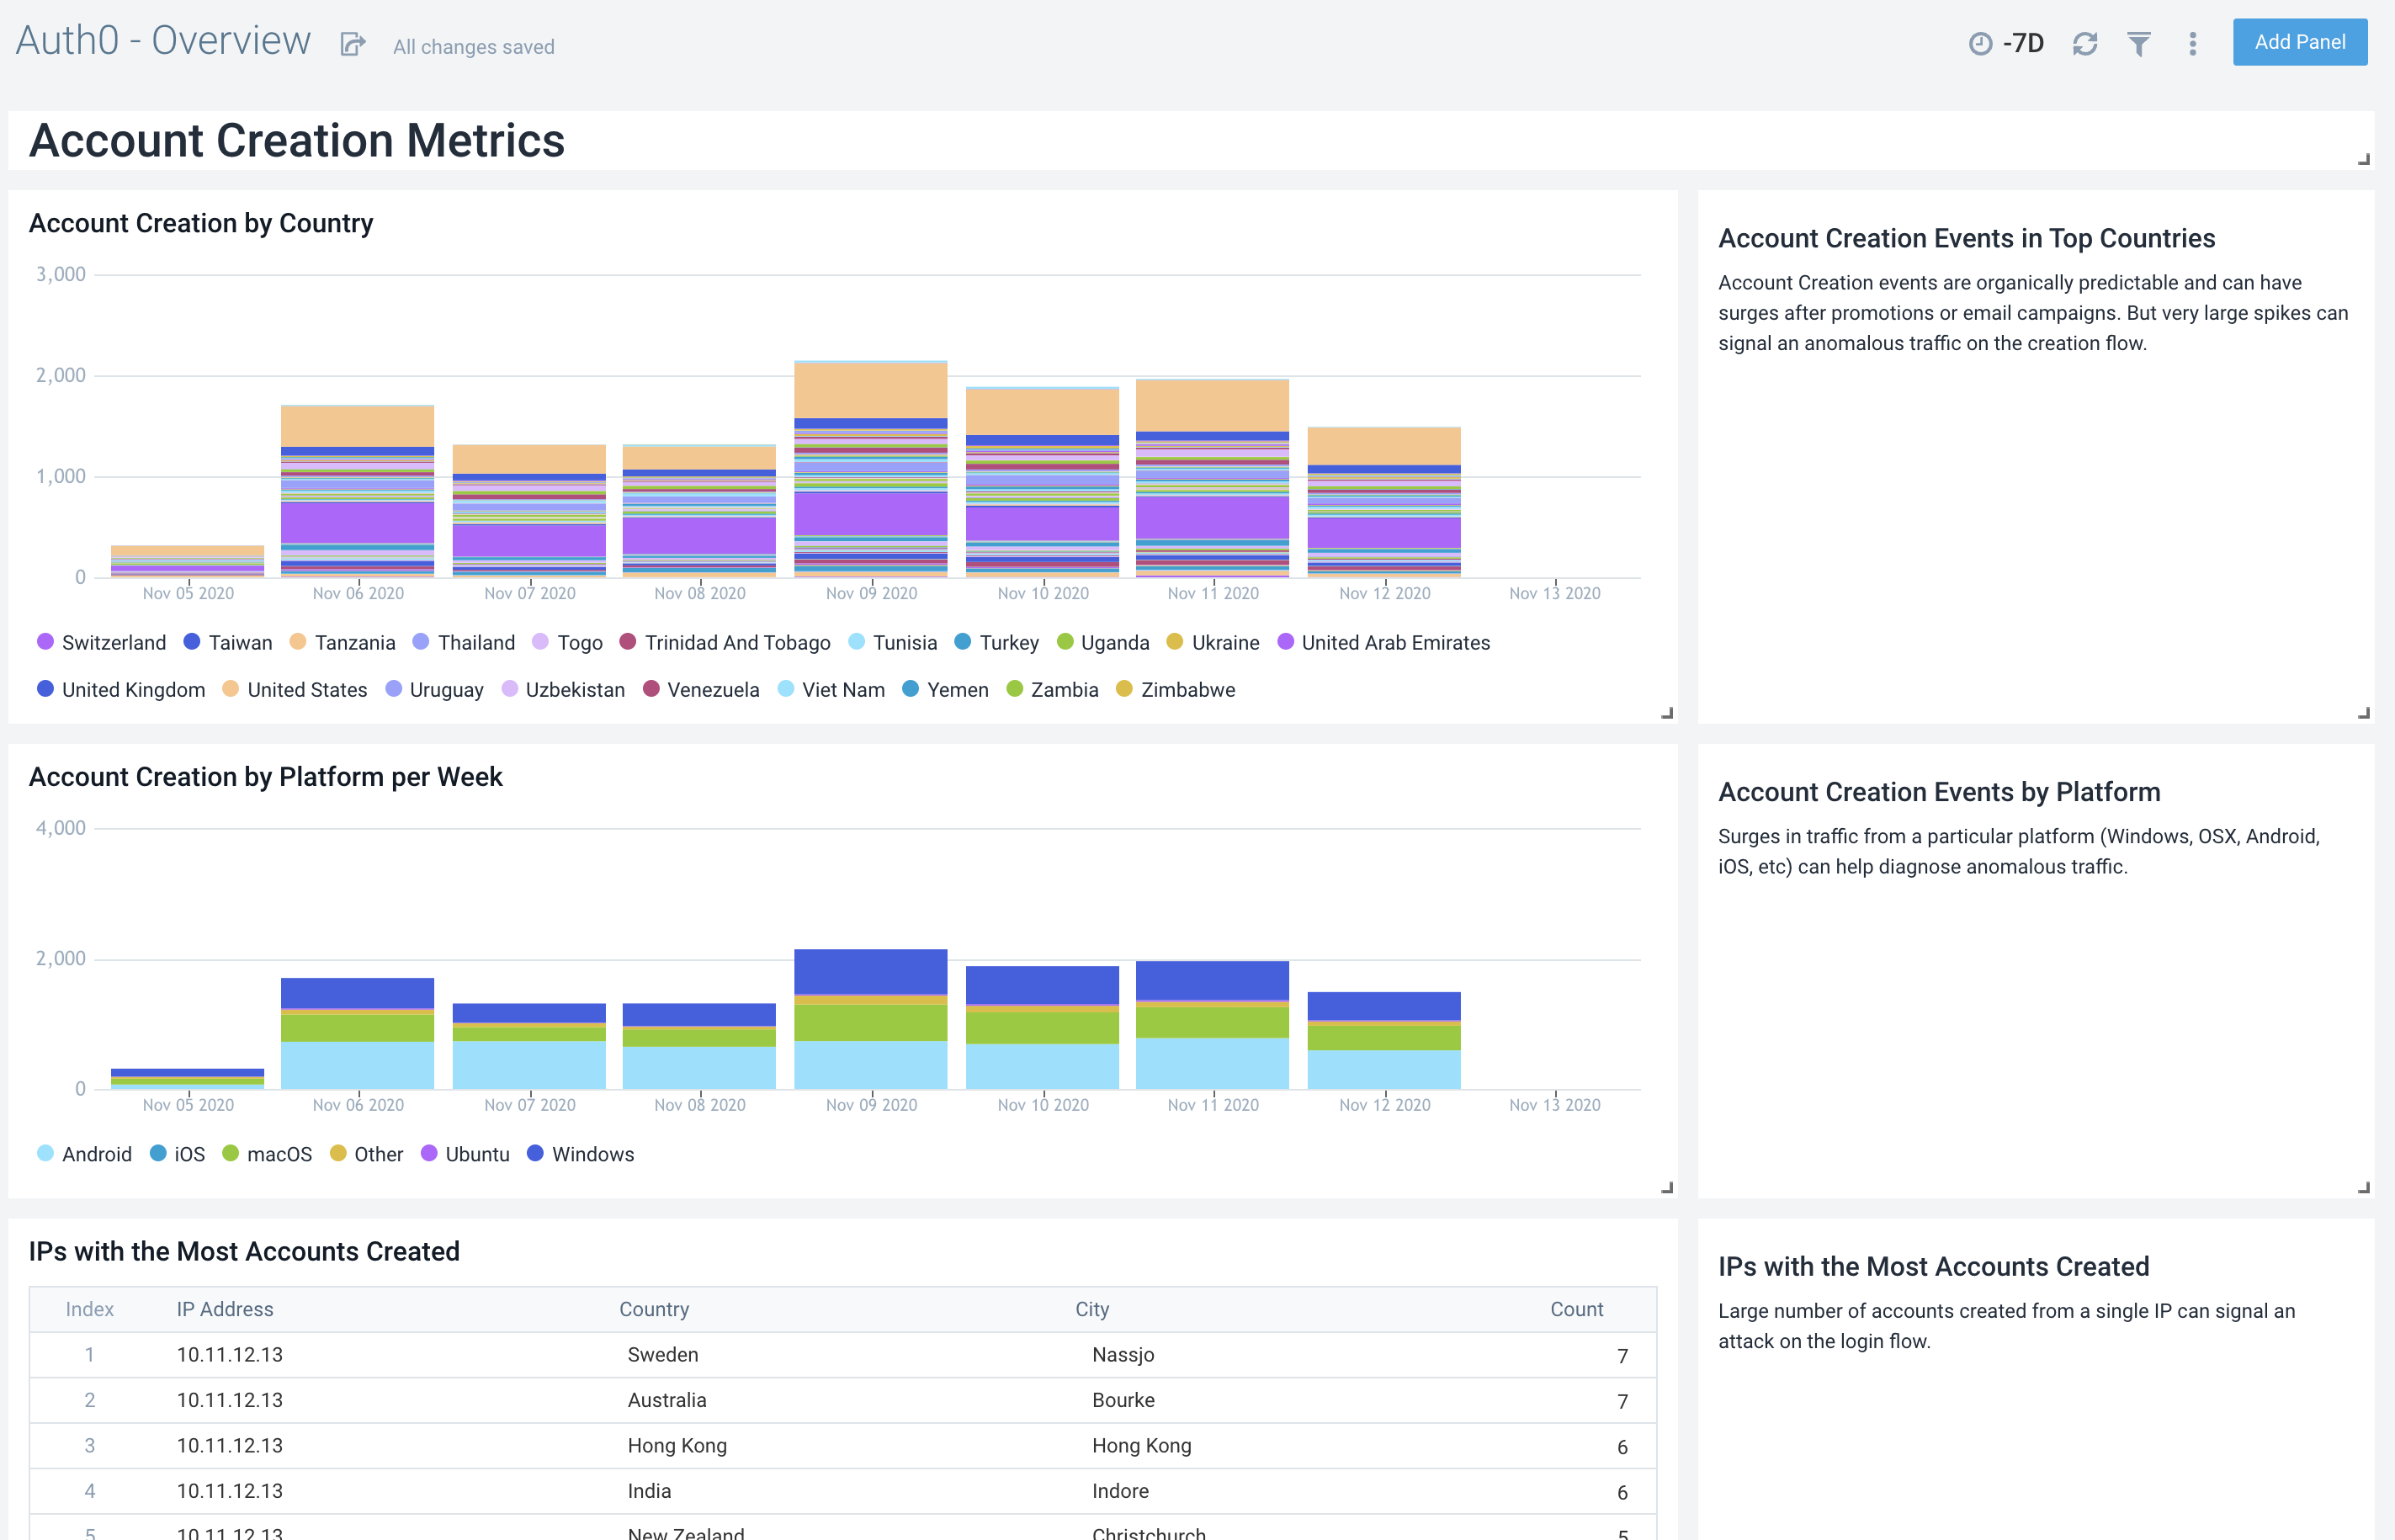 Auth0 - Overview
All changes saved
-7D
Add Panel
Account Creation Metrics
Account Creation by Country
3,000
2,000
1,000
0
Nov 05 2020 Nov 06 2020 Nov 07 2020 Nov 08 2020 Nov 09 2020 Nov 10 2020 Nov 11 2020 Nov 12 2020 Nov 13 2020
Switzerland Taiwan Tanzania Thailand Togo Trinidad And Tobago Tunisia Turkey Uganda Ukraine United Arab Emirates
United Kingdom United States Uruguay Uzbekistan Venezuela Viet Nam Yemen Zambia Zimbabwe
Account Creation Events in Top Countries
Account Creation events are organically predictable and can have
surges after promotions or email campaigns. But very large spikes can
signal an anomalous traffic on the creation flow.
Account Creation by Platform per Week
4,000
2,000
0
Nov 05 2020 Nov 06 2020 Nov 07 2020 Nov 08 2020 Nov 09 2020 Nov 10 2020 Nov 11 2020 Nov 12 2020 Nov 13 2020
Android iOS macOS Other Ubuntu Windows
Account Creation Events by Platform
Surges in traffic from a particular platform (Windows, OSX, Android,
iOS, etc) can help diagnose anomalous traffic.
IPs with the Most Accounts Created
Index IP Address Country City Count
1 10.11.12.13 Sweden Nassjo 7
2 10.11.12.13 Australia Bourke 7
3 10.11.12.13 Hong Kong Hong Kong 6
4 10.11.12.13 India Indore 6
5 10.11.12.13 New Zealand Christchurch 5
IPs with the Most Accounts Created
Large number of accounts created from a single IP can signal an
attack on the login flow.